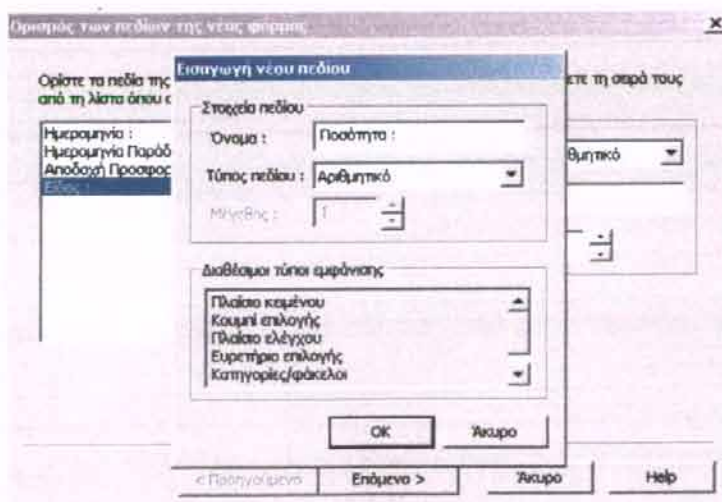 Ορισμός των πεδίων της νέας φόρμας
Ορίστε τα πεδία της
ετε τη σειρά τους
από τη λίστα όπου
Ημερομηνία :
Ημερομηνία Παράδ
Αποδοχή Προσφορ
Είδος :
θμητικό
Εισαγωγή νέου πεδίου
Στοιχεία πεδίου
Όνομα :
Ποσότητα :
Τύπος πεδίου :
Αριθμητικό
Μέγεθος :
1
Διαθέσιμοι τύποι εμφάνισης
Πλαίσιο κειμένου
Κουμπί επιλογής
Πλαίσιο ελέγχου
Ευρετήριο επιλογής
Κατηγορίες/φάκελοι
OK
Άκυρο
< Προηγούμενο
Επόμενο >
Άκυρο
Help